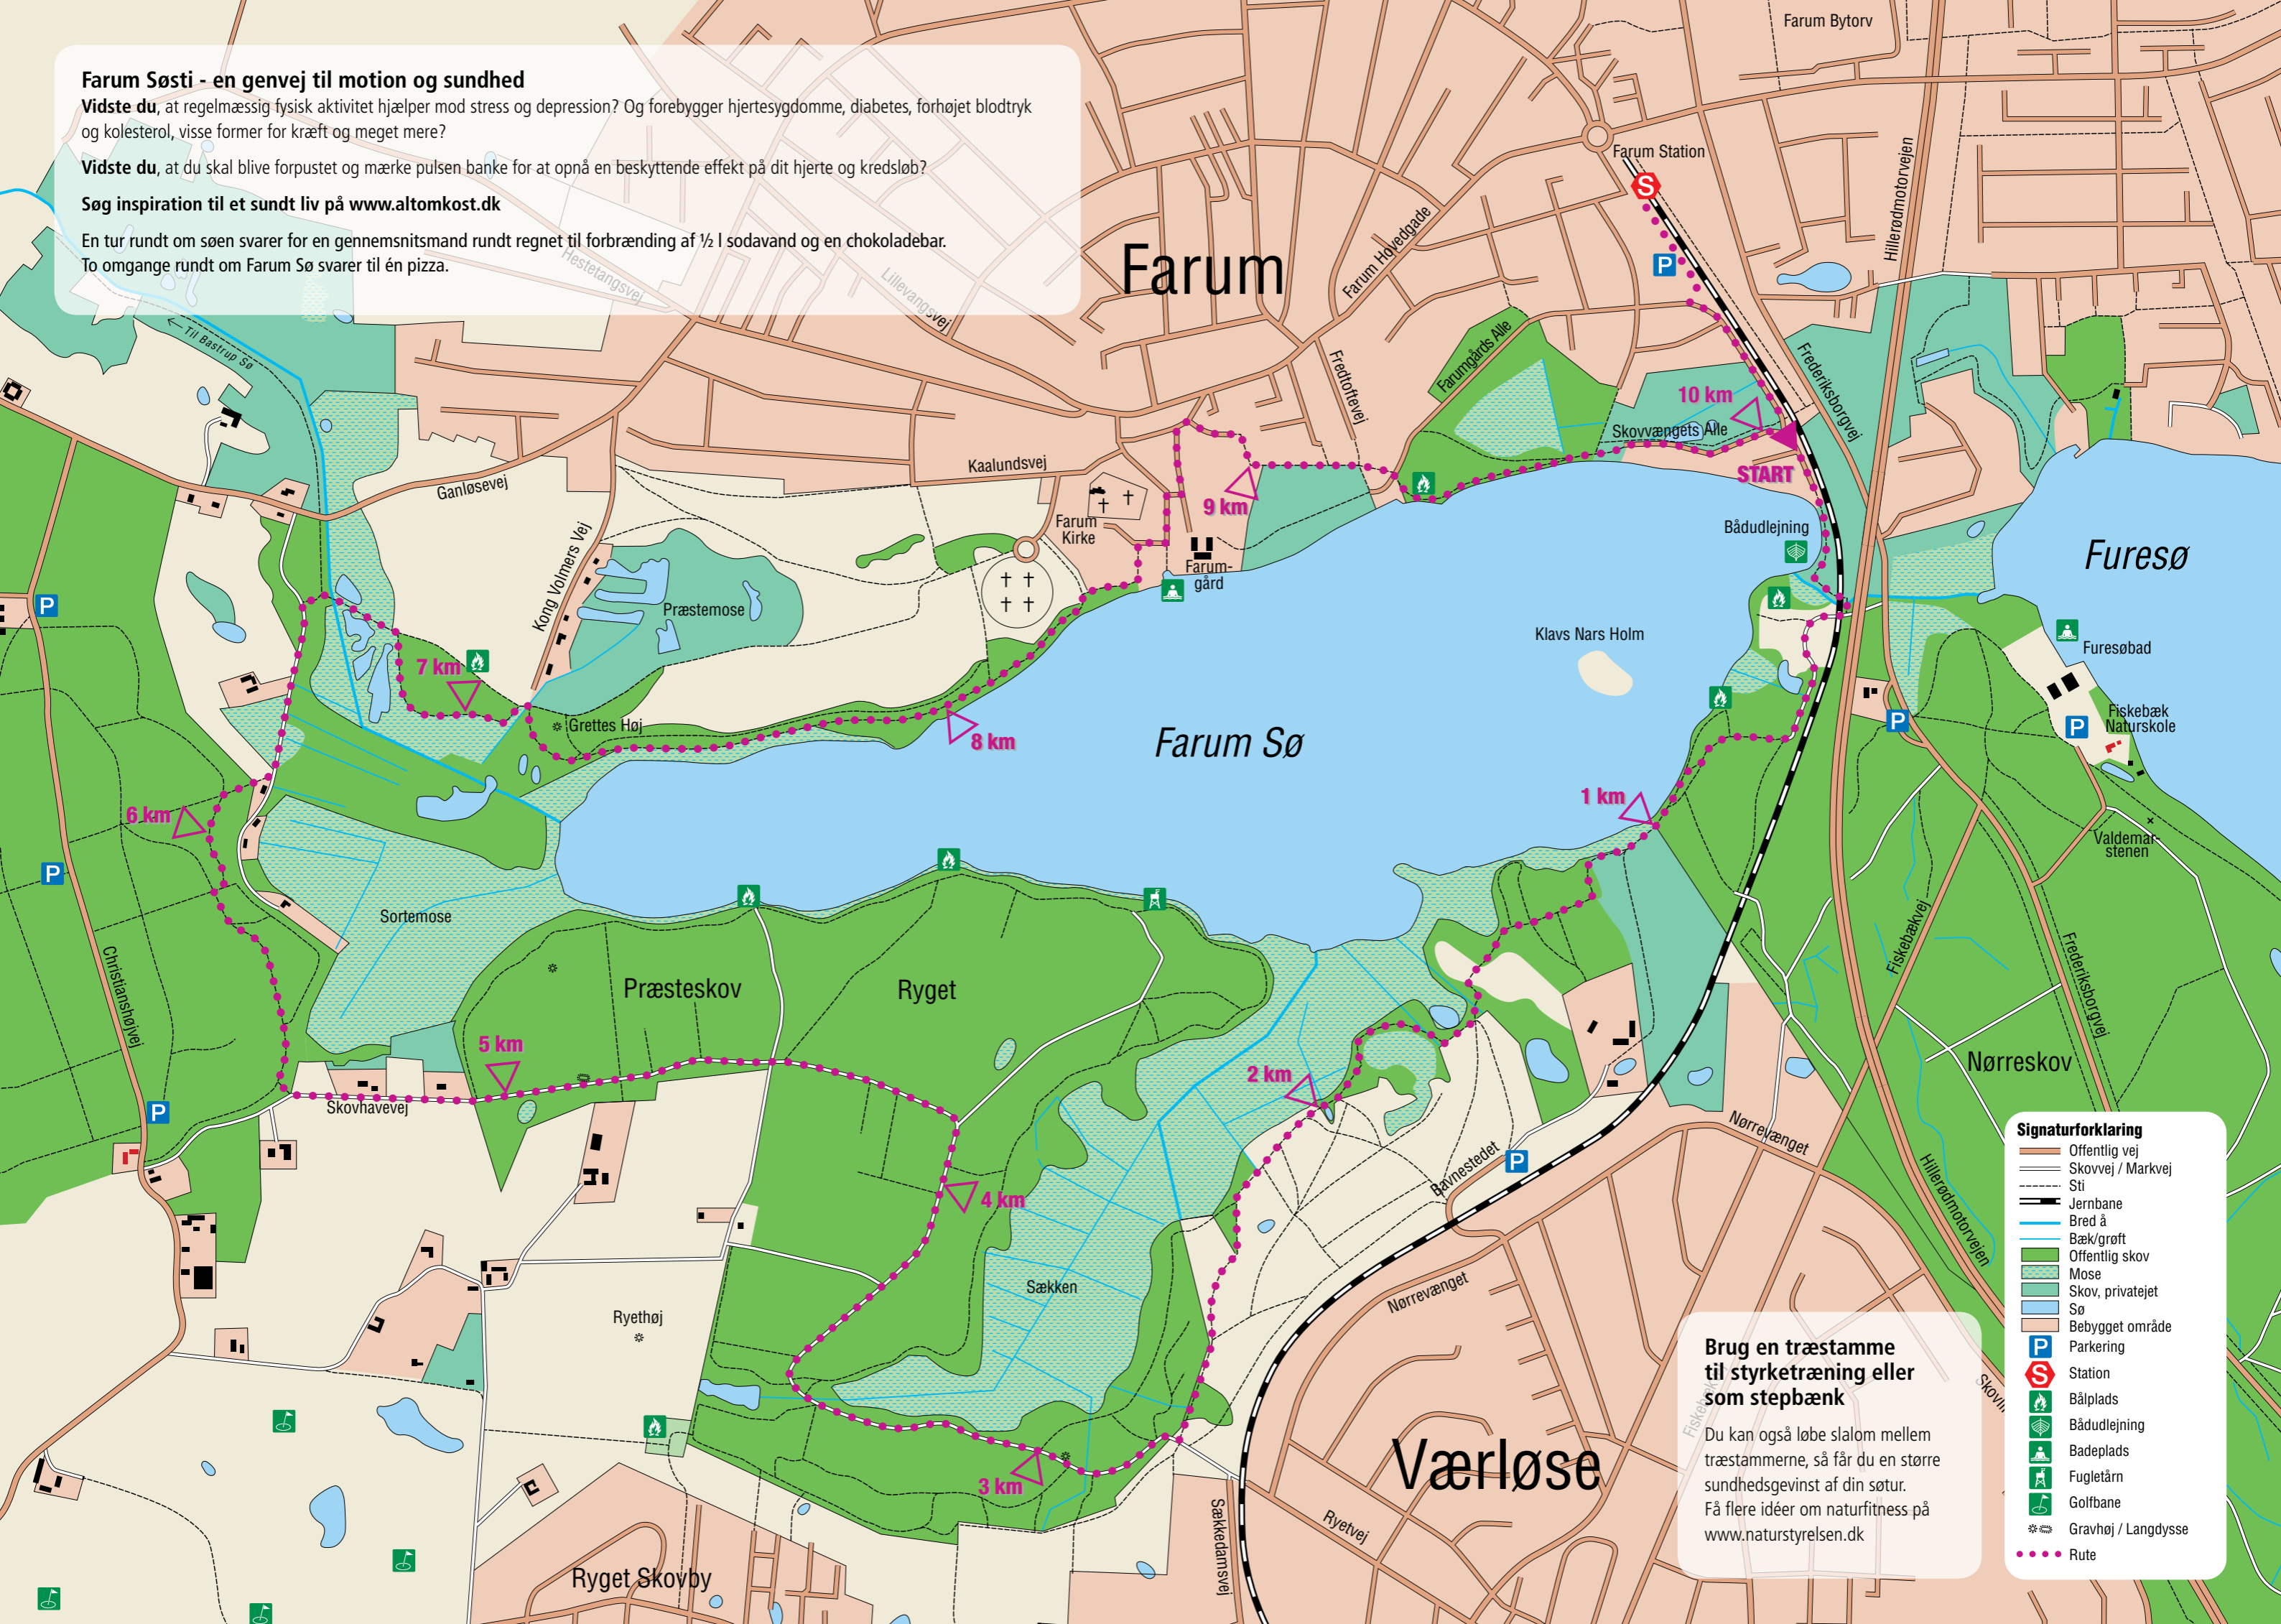 Farum Søsti - en genvej til motion og sundhed
Vidste du, at regelmæssig fysisk aktivitet hjælper mod stress og depression? Og forebygger hjertesygdomme, diabetes, forhøjet blodtryk
og kolesterol, visse former for kræft og meget mere?
Vidste du, at du skal blive forpustet og mærke pulsen banke for at opnå en beskyttende effekt på dit hjerte og kredsløb?
Søg inspiration til et sundt liv på www.altomkost.dk
En tur rundt om søen svarer for en gennemsnitsmand rundt regnet til forbrænding af ½ l sodavand og en chokoladebar.
To omgange rundt om Farum Sø svarer til én pizza.
Hestetangsvej
Lillevangsvej
← Til Bastrup Sø
Farum
Farum Bytorv
Farum Station
S
P
Farum Hovedgade
Hillerødmotorvejen
Frederiksborgvej
Farumgårds Alle
Fredtoftevej
10 km
Skovvængets Alle
START
Kaalundsvej
Ganløsevej
9 km
Farum
Kirke
Farum-
gård
Bådudlejning
Furesø
Kong Volmers Vej
Præstemose
P
Klavs Nars Holm
Furesøbad
7 km
Grettes Høj
8 km
Farum Sø
P
P
Fiskebæk
Naturskole
1 km
6 km
Valdemar-
stenen
P
Sortemose
Præsteskov
Ryget
Christianshøjvej
Fiskebækvej
Frederiksborgvej
5 km
2 km
Nørreskov
Skovhavevej
P
Nørrevænget
Bavnestedet
P
4 km
Hillerødmotorvejen
Sækken
Nørrevænget
Ryethøj
Værløse
3 km
Sækkedamsvej
Ryetvej
Ryget Skovby
Brug en træstamme
til styrketræning eller
som stepbænk
Du kan også løbe slalom mellem
træstammerne, så får du en større
sundhedsgevinst af din søtur.
Få flere idéer om naturfitness på
www.naturstyrelsen.dk
Signaturforklaring
Offentlig vej
Skovvej / Markvej
Sti
Jernbane
Bred å
Bæk/grøft
Offentlig skov
Mose
Skov, privatejet
Sø
Bebygget område
P Parkering
S Station
Bålplads
Bådudlejning
Badeplads
Fugletårn
Golfbane
Gravhøj / Langdysse
Rute